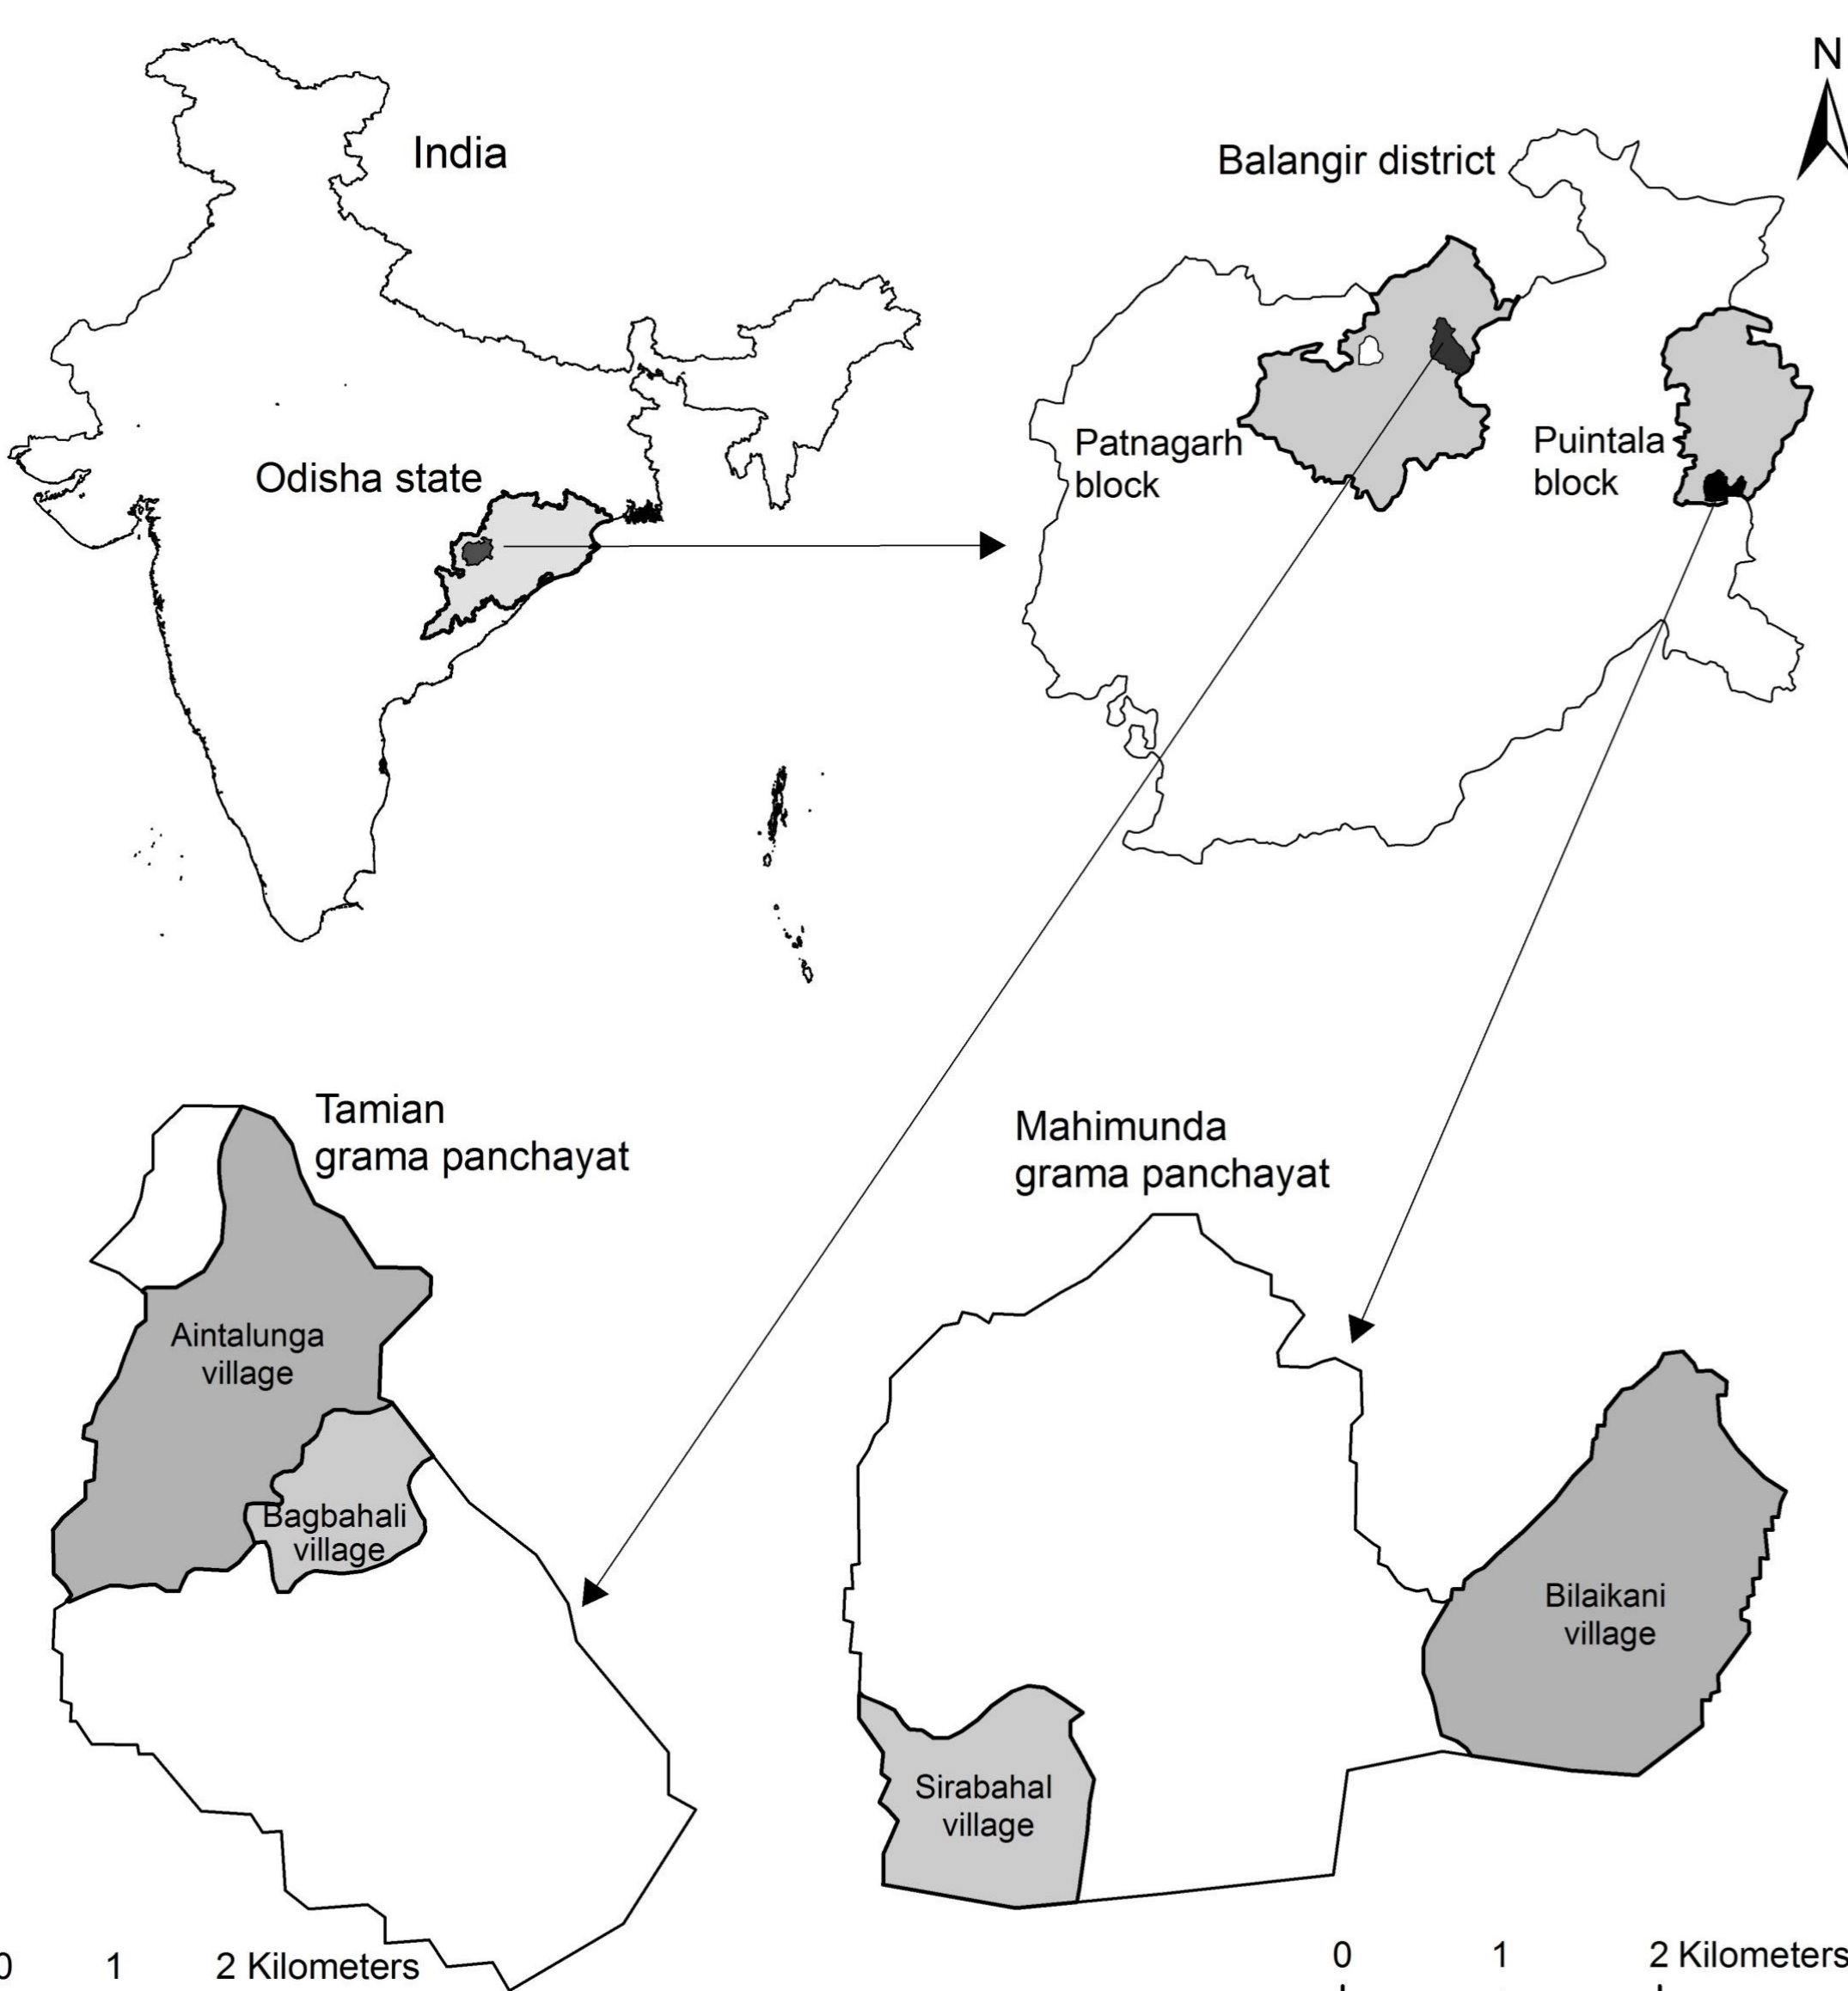 N
India
Balangir district
Odisha state
Patnagarh
block
Puintala
block
Tamian
grama panchayat
Mahimunda
grama panchayat
Aintalunga
village
Bagbahali
village
Bilaikani
village
Sirabahal
village
0 1 2 Kilometers
0 1 2 Kilometers